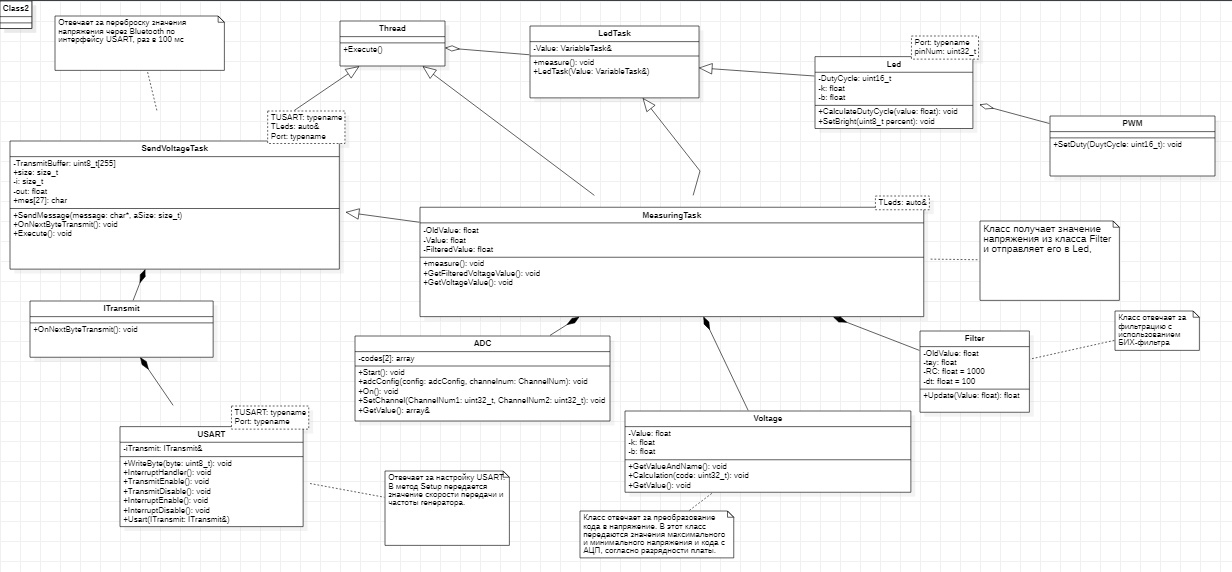 Class2
Отвечает за переброску значения
напряжения через Bluetooth по
интерфейсу USART, раз в 100 мс
Thread
+Execute()
LedTask
-Value: VariableTask&
+measure(): void
+LedTask(Value: VariableTask&)
Port: typename
pinNum: uint32_t
Led
-DutyCycle: uint16_t
-k: float
-b: float
+CalculateDutyCycle(value: float): void
+SetBright(uint8_t percent): void
PWM
+SetDuty(DuytCycle: uint16_t): void
TUSART: typename
TLeds: auto&
Port: typename
SendVoltageTask
-TransmitBuffer: uint8_t[255]
+size: size_t
-i: size_t
-out: float
+mes[27]: char
+SendMessage(message: char*, aSize: size_t)
+OnNextByteTransmit(): void
+Execute(): void
TLeds: auto&
MeasuringTask
-OldValue: float
-Value: float
-FilteredValue: float
+measure(): void
+GetFilteredVoltageValue(): void
+GetVoltageValue(): void
Класс получает значение
напряжения из класса Filter
и отправляет его в Led,
ITransmit
+OnNextByteTransmit(): void
ADC
-codes[2]: array
+Start(): void
+adcConfig(config: adcConfig, channelnum: ChannelNum): void
+On(): void
+SetChannel(ChannelNum1: uint32_t, ChannelNum2: uint32_t): void
+GetValue(): array&
Filter
-OldValue: float
-tay: float
-RC: float = 1000
-dt: float = 100
+Update(Value: float): float
Класс отвечает за
фильтрацию с
использованием
БИХ-фильтра
TUSART: typename
Port: typename
USART
-iTransmit: ITransmit&
+WriteByte(byte: uint8_t): void
+InterruptHandler(): void
+TransmitEnable(): void
+TransmitDisable(): void
+InterruptEnable(): void
+InterruptDisable(): void
+Usart(ITransmit: ITransmit&)
Отвечает за настройку USART.
В метод Setup передается
значение скорости передачи и
частоты генератора.
Voltage
-Value: float
-k: float
-b: float
+GetValueAndName(): void
+Calculation(code: uint32_t): void
+GetValue(): void
Класс отвечает за преобразование
кода в напряжение. В этот класс
передаются значения максимального
и минимального напряжения и кода с
АЦП, согласно разрядности платы.